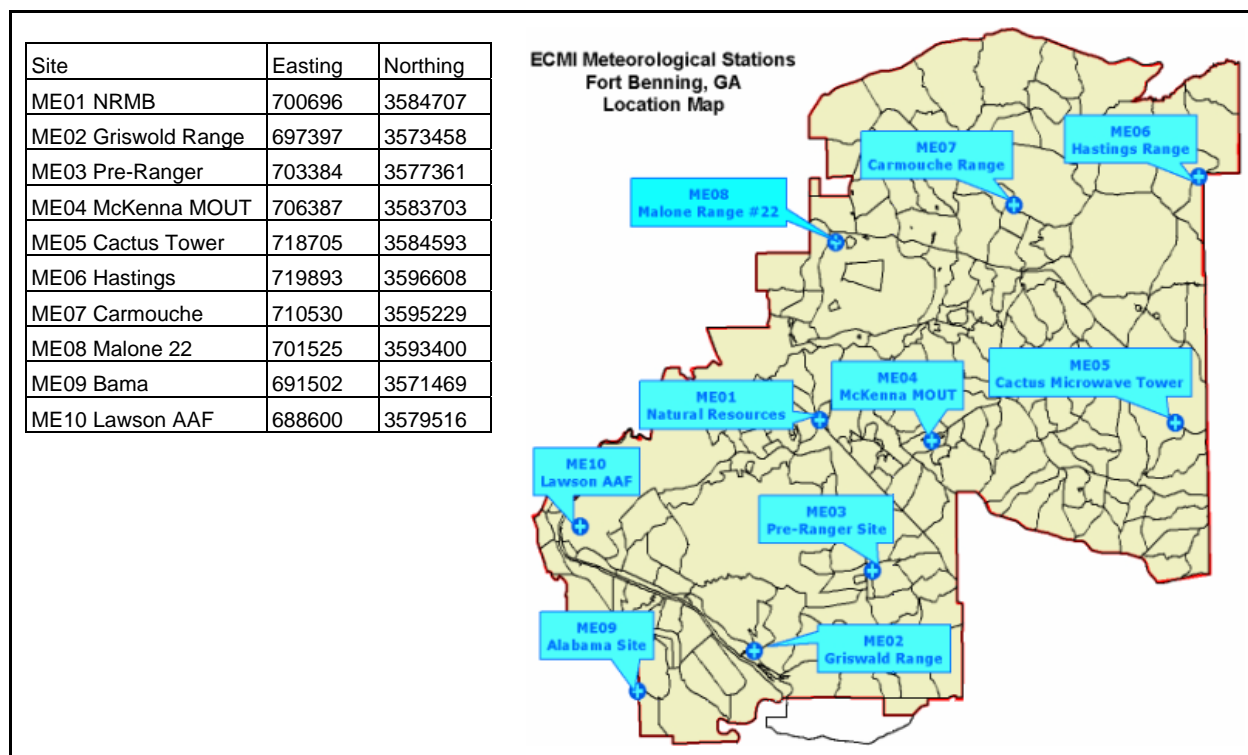 Site Easting Northing
ME01 NRMB 700696 3584707
ME02 Griswold Range 697397 3573458
ME03 Pre-Ranger 703384 3577361
ME04 McKenna MOUT 706387 3583703
ME05 Cactus Tower 718705 3584593
ME06 Hastings 719893 3596608
ME07 Carmouche 710530 3595229
ME08 Malone 22 701525 3593400
ME09 Bama 691502 3571469
ME10 Lawson AAF 688600 3579516
ECMI Meteorological Stations
Fort Benning, GA
Location Map
ME06
Hastings Range
ME07
Carmouche Range
ME08
Malone Range #22
ME05
Cactus Microwave Tower
ME04
McKenna MOUT
ME01
Natural Resources
ME10
Lawson AAF
ME03
Pre-Ranger Site
ME09
Alabama Site
ME02
Griswald Range